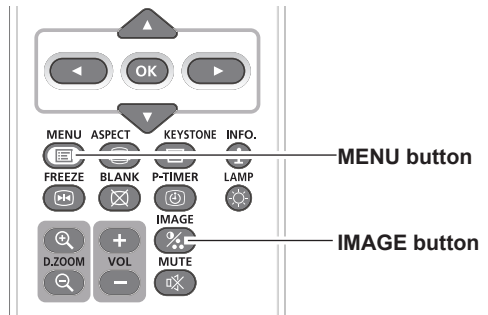 OK
MENU ASPECT KEYSTONE INFO.
MENU button
FREEZE BLANK P-TIMER LAMP
IMAGE
IMAGE button
D.ZOOM VOL MUTE